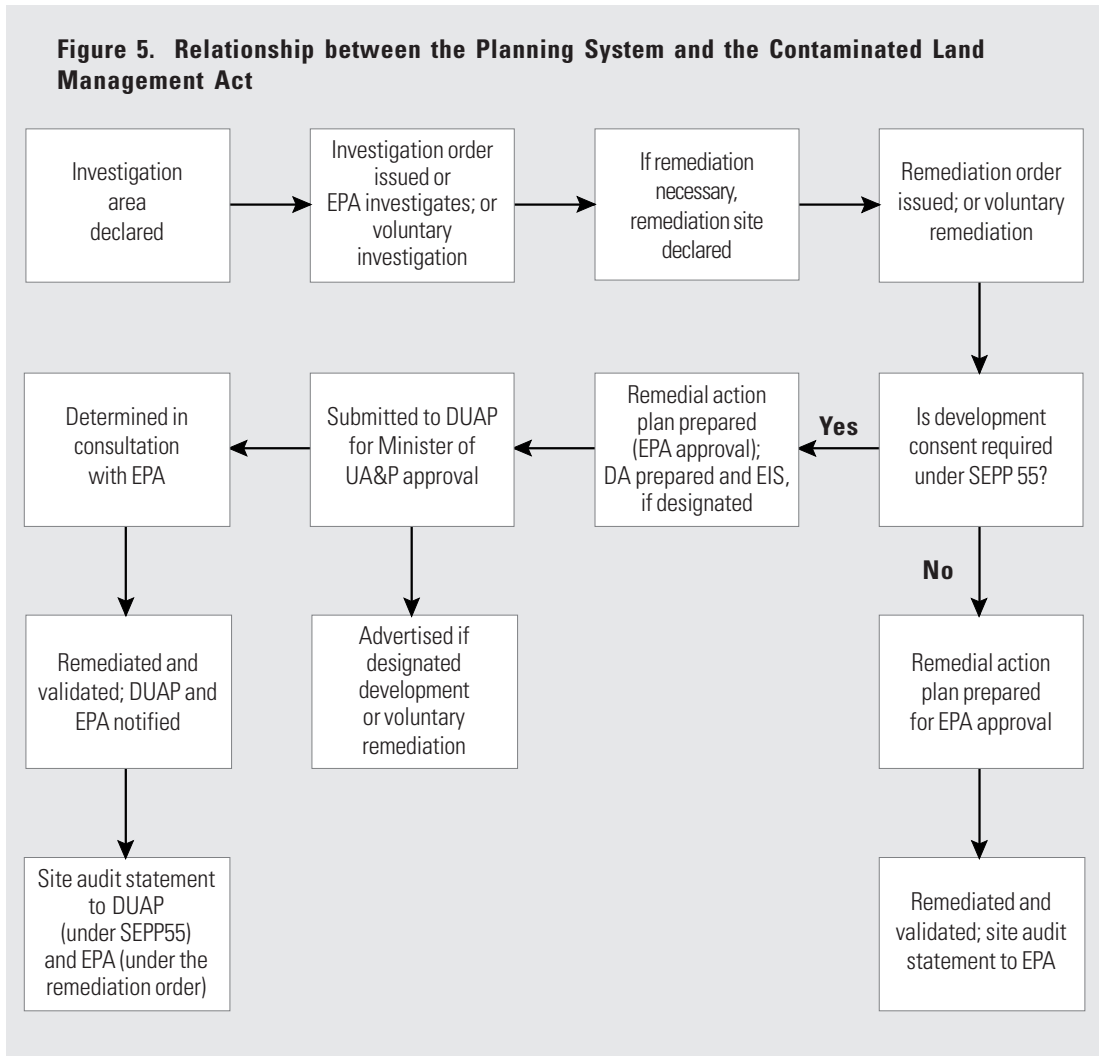 Figure 5. Relationship between the Planning System and the Contaminated Land
Management Act
Investigation
area
declared
Investigation order
issued or
EPA investigates; or
voluntary
investigation
If remediation
necessary,
remediation site
declared
Remediation order
issued; or voluntary
remediation
Is development
consent required
under SEPP 55?
Yes
Remedial action
plan prepared
(EPA approval);
DA prepared and EIS,
if designated
Submitted to DUAP
for Minister of
UA&P approval
Determined in
consultation
with EPA
No
Remediated and
validated; DUAP and
EPA notified
Advertised if
designated
development
or voluntary
remediation
Remedial action
plan prepared
for EPA approval
Site audit statement
to DUAP
(under SEPP55)
and EPA (under the
remediation order)
Remediated and
validated; site audit
statement to EPA